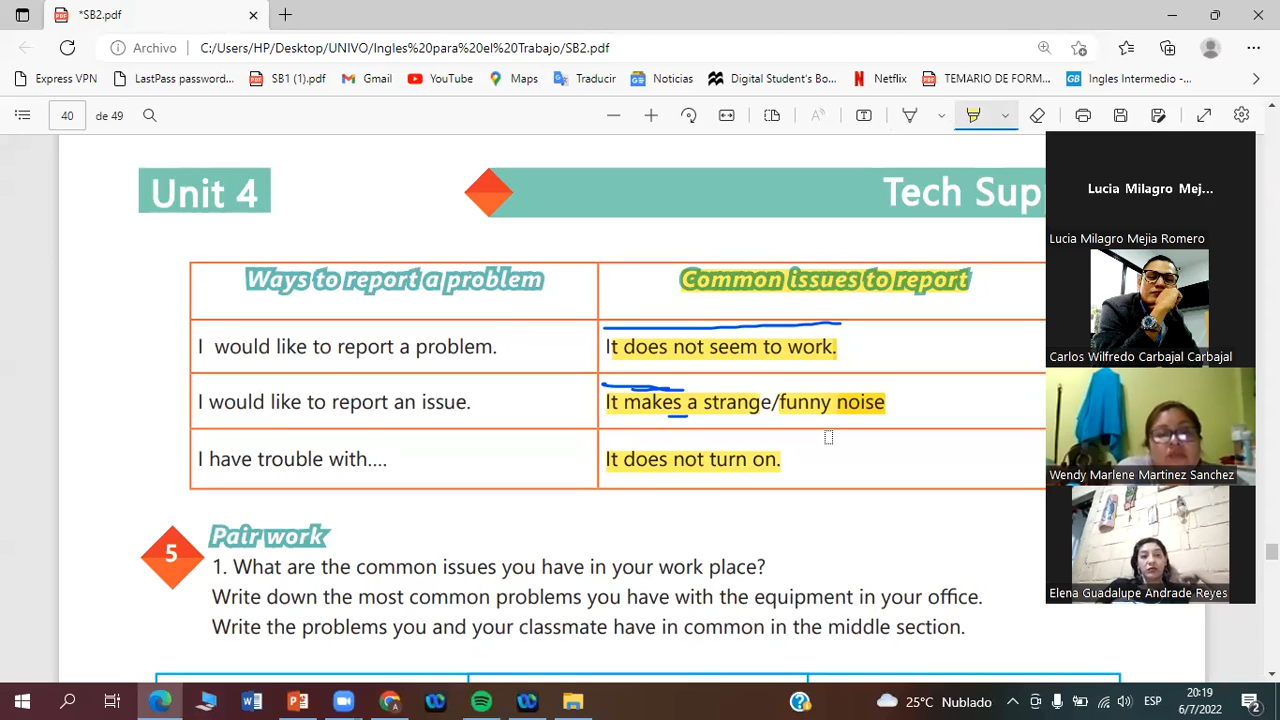 *SB2.pdf
Archivo
C:/Users/HP/Desktop/UNIVO/Ingles%20para%20el%20Trabajo/SB2.pdf
Express VPN
LastPass password...
SB1 (1).pdf
Gmail
YouTube
Maps
Traducir
Noticias
Digital Student's Bo...
Netflix
TEMARIO DE FORM...
Ingles Intermedio -...
40 de 49
Unit 4
Tech Sup
Lucia Milagro Mej...
Lucia Milagro Mejia Romero
Carlos Wilfredo Carbajal Carbajal
Wendy Marlene Martinez Sanchez
Elena Guadalupe Andrade Reyes
Ways to report a problem
Common issues to report
I would like to report a problem.
It does not seem to work.
I would like to report an issue.
It makes a strange/funny noise
I have trouble with....
It does not turn on.
5
Pair work
1. What are the common issues you have in your work place?
Write down the most common problems you have with the equipment in your office.
Write the problems you and your classmate have in common in the middle section.
25°C Nublado
ESP
20:19
6/7/2022
2